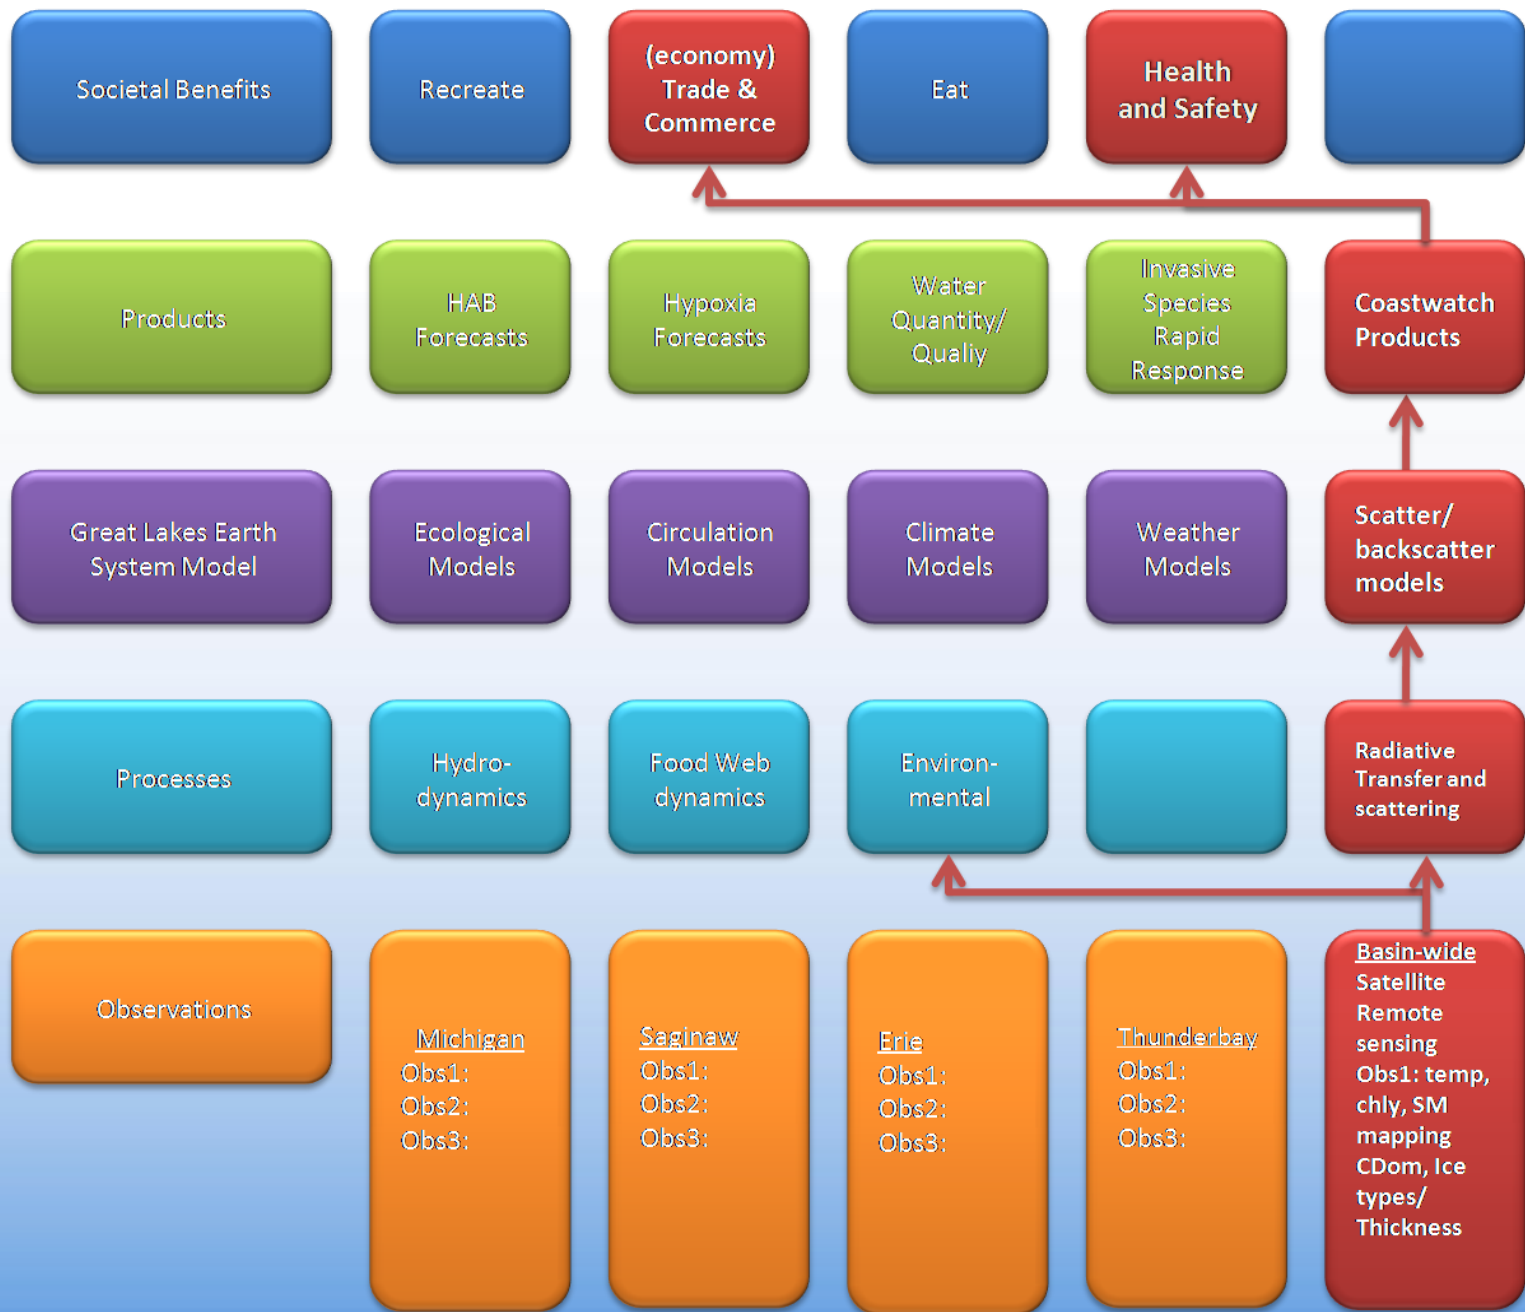 Societal Benefits
Recreate
(economy)
Trade &
Commerce
Eat
Health
and Safety
Products
HAB
Forecasts
Hypoxia
Forecasts
Water
Quantity/
Qualiy
Invasive
Species
Rapid
Response
Coastwatch
Products
Great Lakes Earth
System Model
Ecological
Models
Circulation
Models
Climate
Models
Weather
Models
Scatter/
backscatter
models
Processes
Hydro-
dynamics
Food Web
dynamics
Environ-
mental
Radiative
Transfer and
scattering
Observations
Michigan
Obs1:
Obs2:
Obs3:
Saginaw
Obs1:
Obs2:
Obs3:
Erie
Obs1:
Obs2:
Obs3:
Thunderbay
Obs1:
Obs2:
Obs3:
Basin-wide
Satellite
Remote
sensing
Obs1: temp,
chly, SM
mapping
CDom, Ice
types/
Thickness